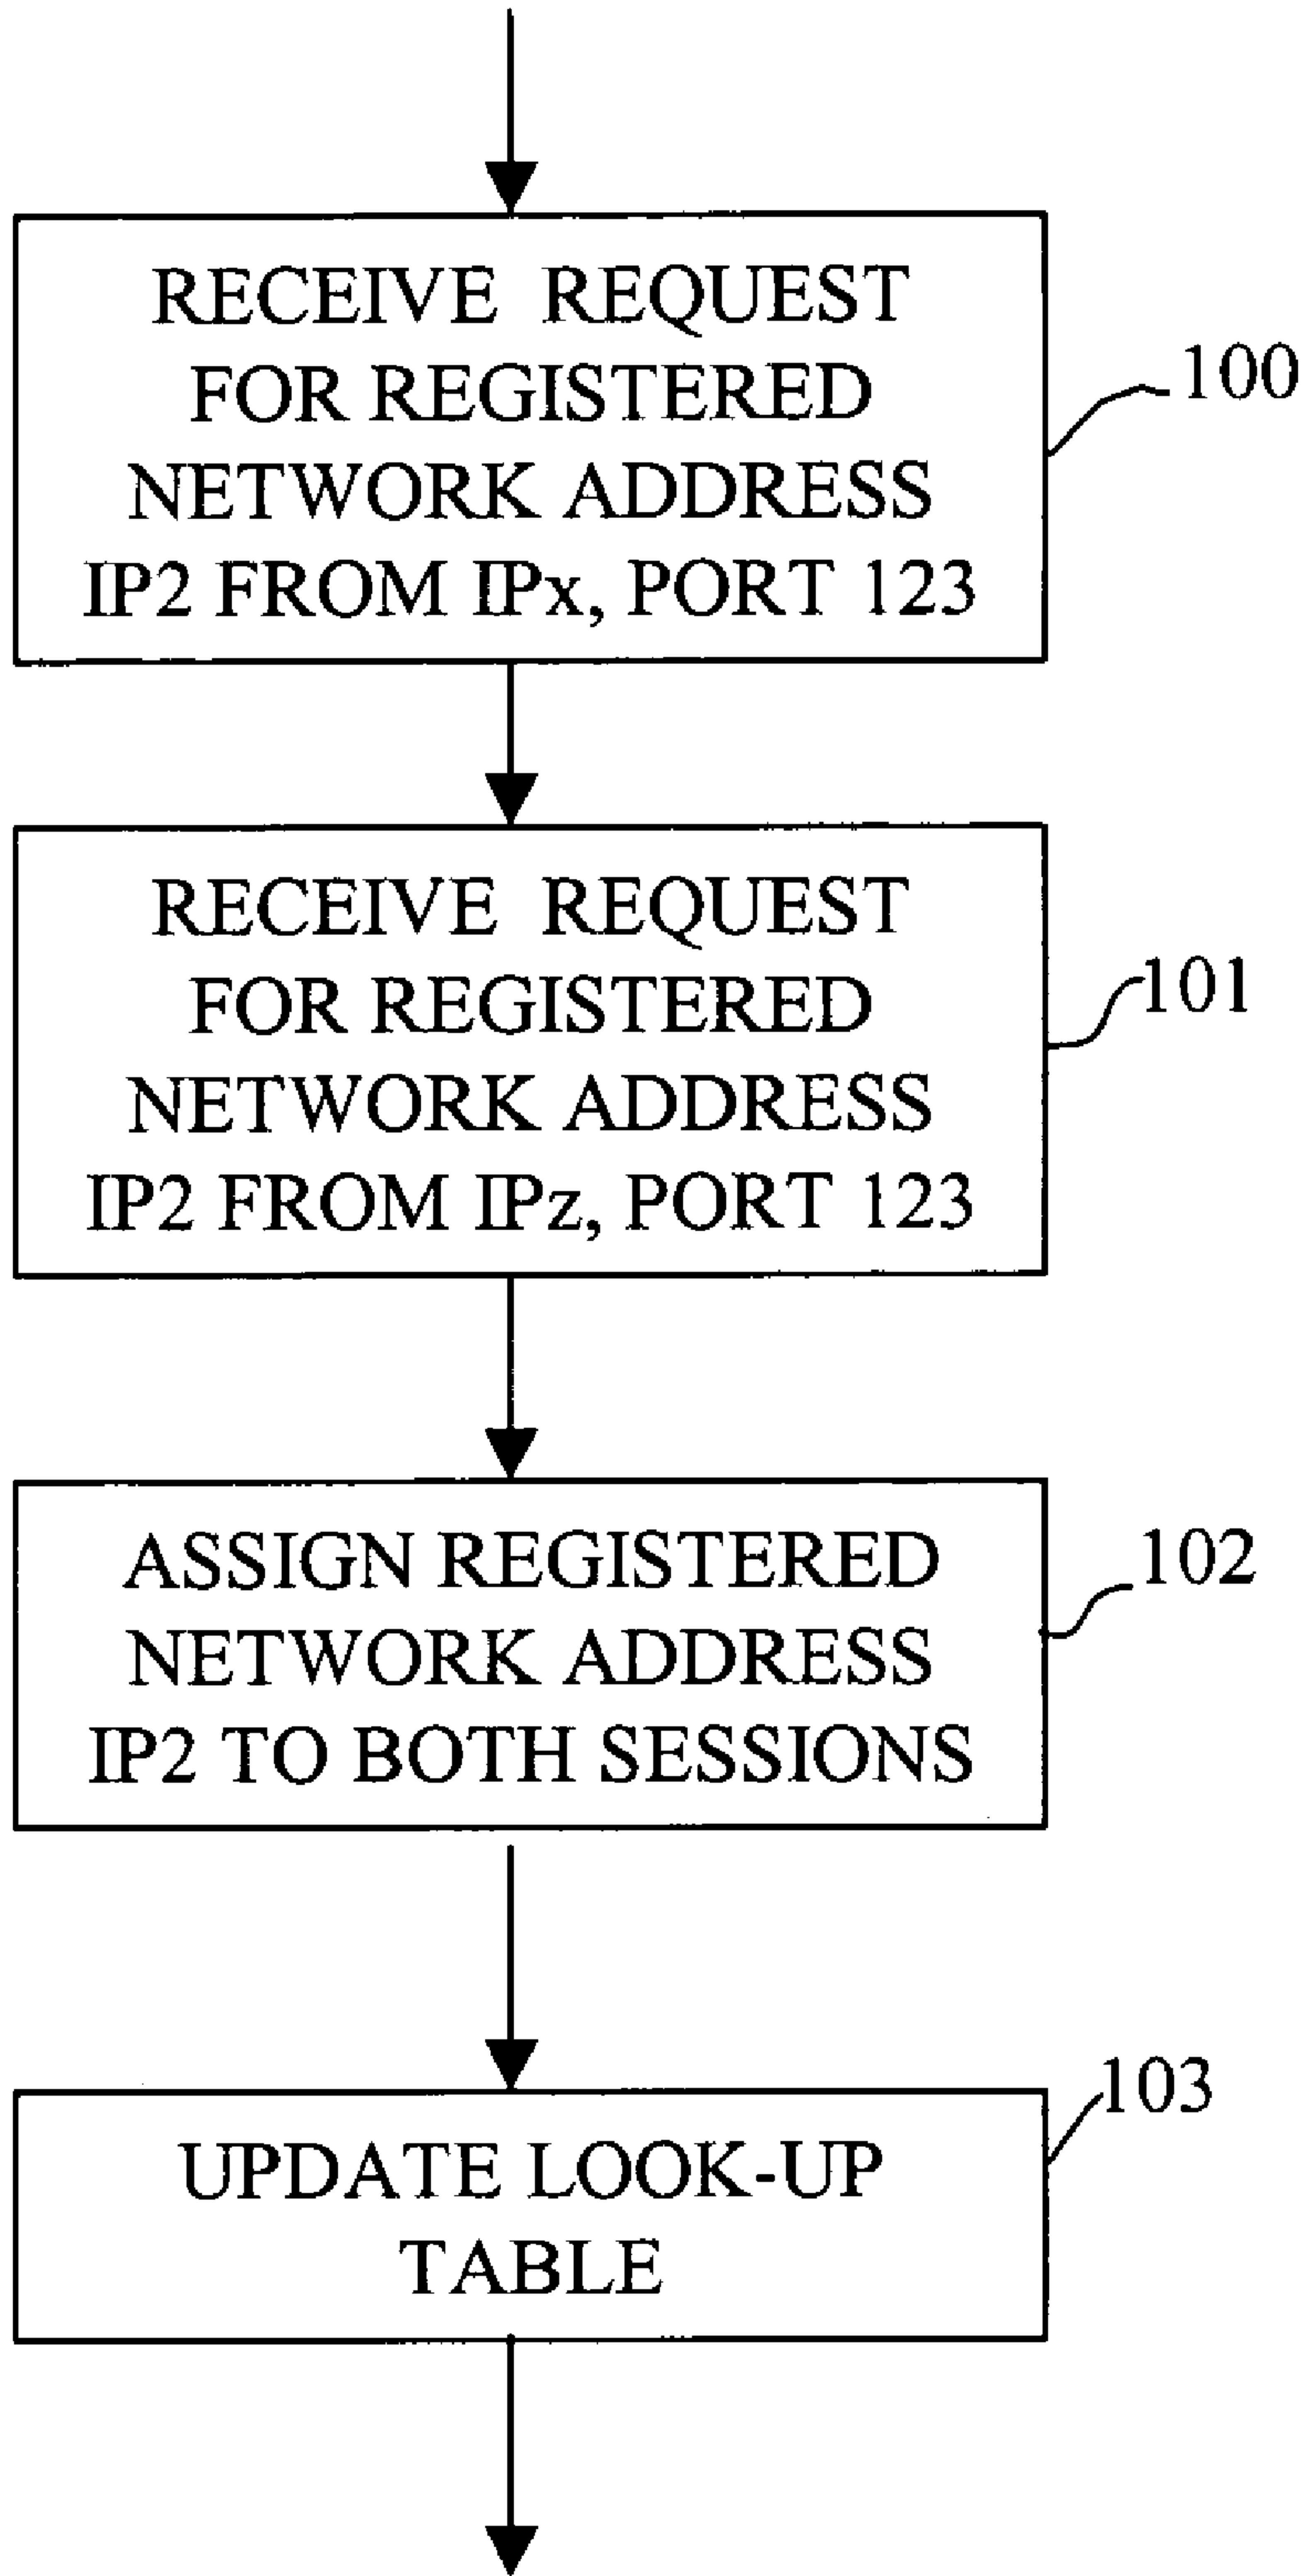 RECEIVE REQUEST
FOR REGISTERED
NETWORK ADDRESS
IP2 FROM IPx, PORT 123
100
RECEIVE REQUEST
FOR REGISTERED
NETWORK ADDRESS
IP2 FROM IPz, PORT 123
101
ASSIGN REGISTERED
NETWORK ADDRESS
IP2 TO BOTH SESSIONS
102
UPDATE LOOK-UP
TABLE
103